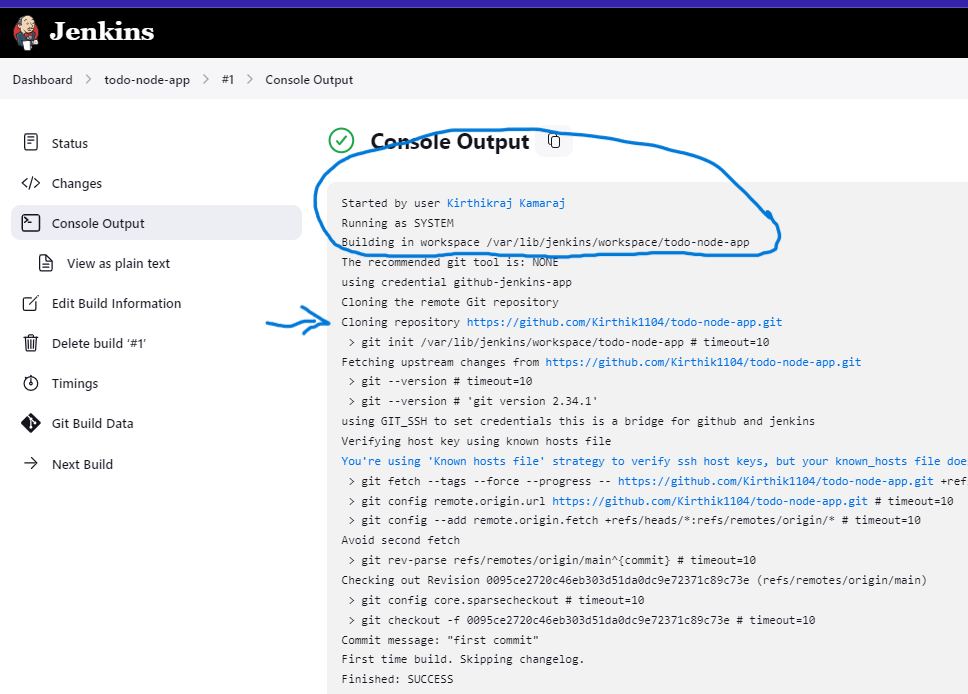 Jenkins
Dashboard > todo-node-app > #1 > Console Output
Status
Changes
Console Output
View as plain text
Edit Build Information
Delete build ‘#1’
Timings
Git Build Data
Next Build
Console Output
Started by user Kirthikraj Kamaraj
Running as SYSTEM
Building in workspace /var/lib/jenkins/workspace/todo-node-app
The recommended git tool is: NONE
using credential github-jenkins-app
Cloning the remote Git repository
Cloning repository https://github.com/Kirthik1104/todo-node-app.git
> git init /var/lib/jenkins/workspace/todo-node-app # timeout=10
Fetching upstream changes from https://github.com/Kirthik1104/todo-node-app.git
> git --version # timeout=10
> git --version # 'git version 2.34.1'
using GIT_SSH to set credentials this is a bridge for github and jenkins
Verifying host key using known hosts file
You're using 'Known hosts file' strategy to verify ssh host keys, but your known_hosts file doe
> git fetch --tags --force --progress -- https://github.com/Kirthik1104/todo-node-app.git +ref
> git config remote.origin.url https://github.com/Kirthik1104/todo-node-app.git # timeout=10
> git config --add remote.origin.fetch +refs/heads/*:refs/remotes/origin/* # timeout=10
Avoid second fetch
> git rev-parse refs/remotes/origin/main^{commit} # timeout=10
Checking out Revision 0095ce2720c46eb303d51da0dc9e72371c89c73e (refs/remotes/origin/main)
> git config core.sparsecheckout # timeout=10
> git checkout -f 0095ce2720c46eb303d51da0dc9e72371c89c73e # timeout=10
Commit message: "first commit"
First time build. Skipping changelog.
Finished: SUCCESS